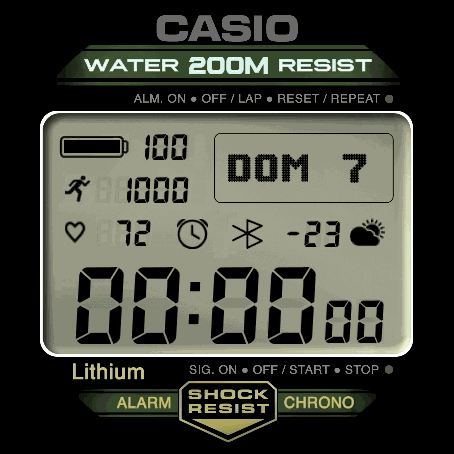 CASIO
WATER 200M RESIST
ALM. ON ● OFF / LAP ● RESET / REPEAT ●
100
DOM 7
1000
72 -23
00:00 00
Lithium SIG. ON ● OFF / START ● STOP ●
ALARM SHOCK RESIST CHRONO